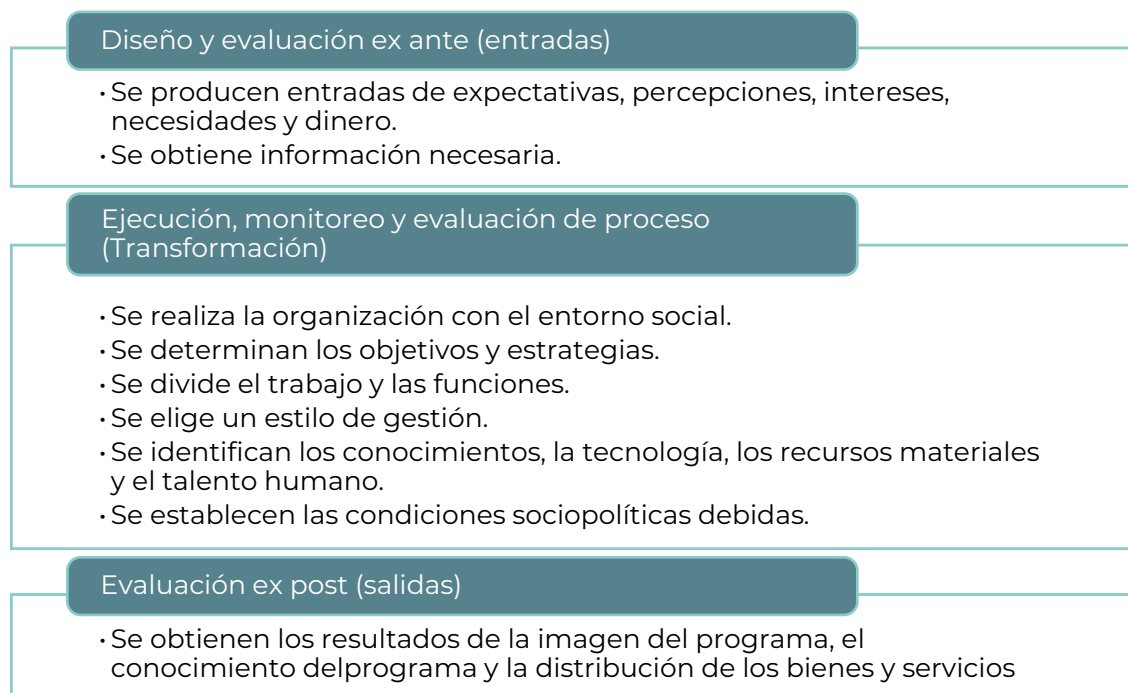 Diseño y evaluación ex ante (entradas)
· Se producen entradas de expectativas, percepciones, intereses,
necesidades y dinero.
· Se obtiene información necesaria.
Ejecución, monitoreo y evaluación de proceso
(Transformación)
· Se realiza la organización con el entorno social.
· Se determinan los objetivos y estrategias.
· Se divide el trabajo y las funciones.
· Se elige un estilo de gestión.
· Se identifican los conocimientos, la tecnología, los recursos materiales
y el talento humano.
· Se establecen las condiciones sociopolíticas debidas.
Evaluación ex post (salidas)
· Se obtienen los resultados de la imagen del programa, el
conocimiento delprograma y la distribución de los bienes y servicios